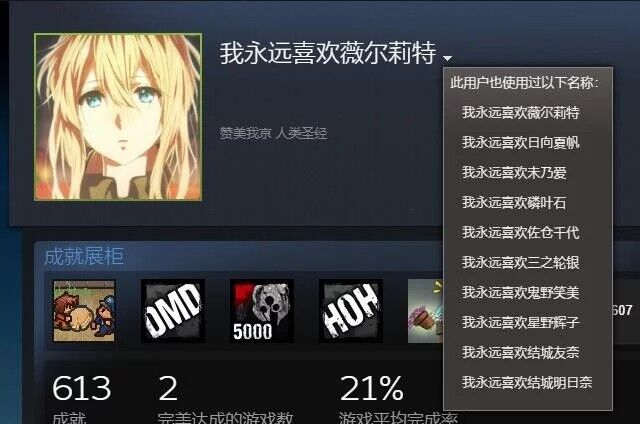 我永远喜欢薇尔莉特
此用户也使用过以下名称：
我永远喜欢薇尔莉特
我永远喜欢日向夏帆
我永远喜欢未乃爱
我永远喜欢磷叶石
我永远喜欢佐仓千代
我永远喜欢三之轮银
我永远喜欢鬼野笑美
我永远喜欢星野辉子
我永远喜欢结城友奈
我永远喜欢结城明日奈
赞美我京 人类圣经
成就展柜
DMD
5000
HOH
607
613
成就
2
完美达成的游戏数
21%
游戏平均完成率